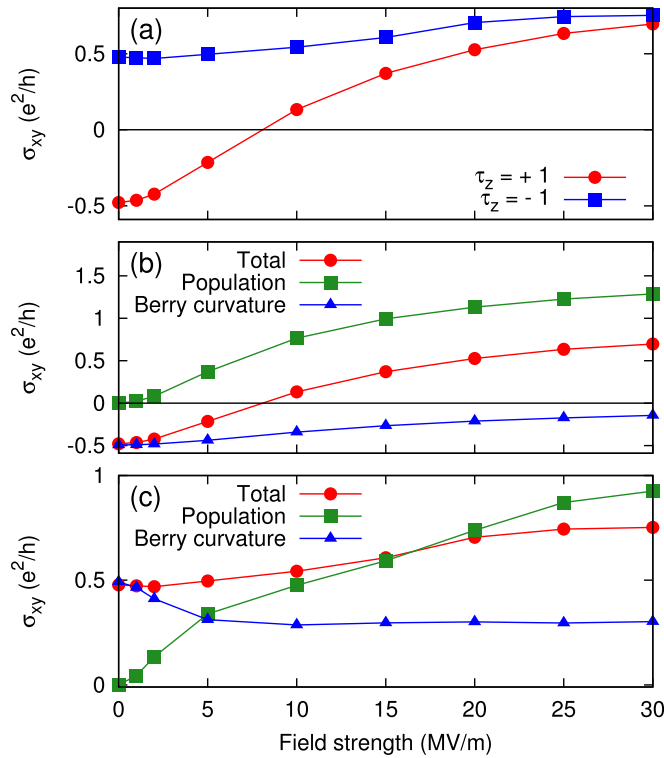 (a)
0.5
0
-0.5
σxy (e²/h)
τz = + 1
τz = - 1
(b)
Total
Population
Berry curvature
1.5
1
0.5
0
-0.5
σxy (e²/h)
(c)
Total
Population
Berry curvature
1
0.5
0
σxy (e²/h)
0 5 10 15 20 25 30
Field strength (MV/m)